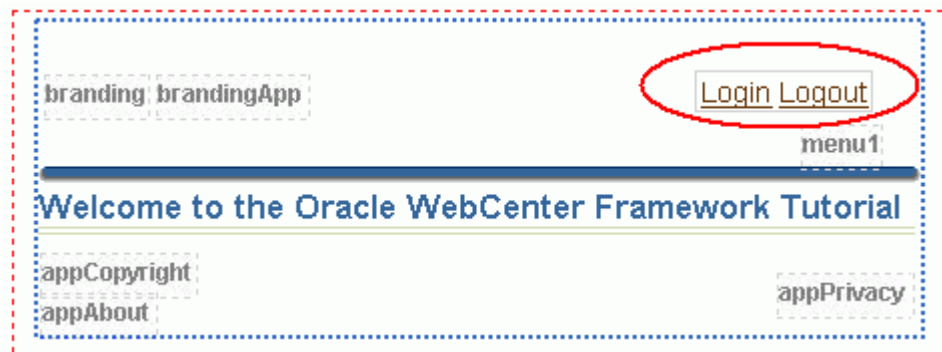 branding brandingApp
Login Logout
menu1
Welcome to the Oracle WebCenter Framework Tutorial
appCopyright
appPrivacy
appAbout